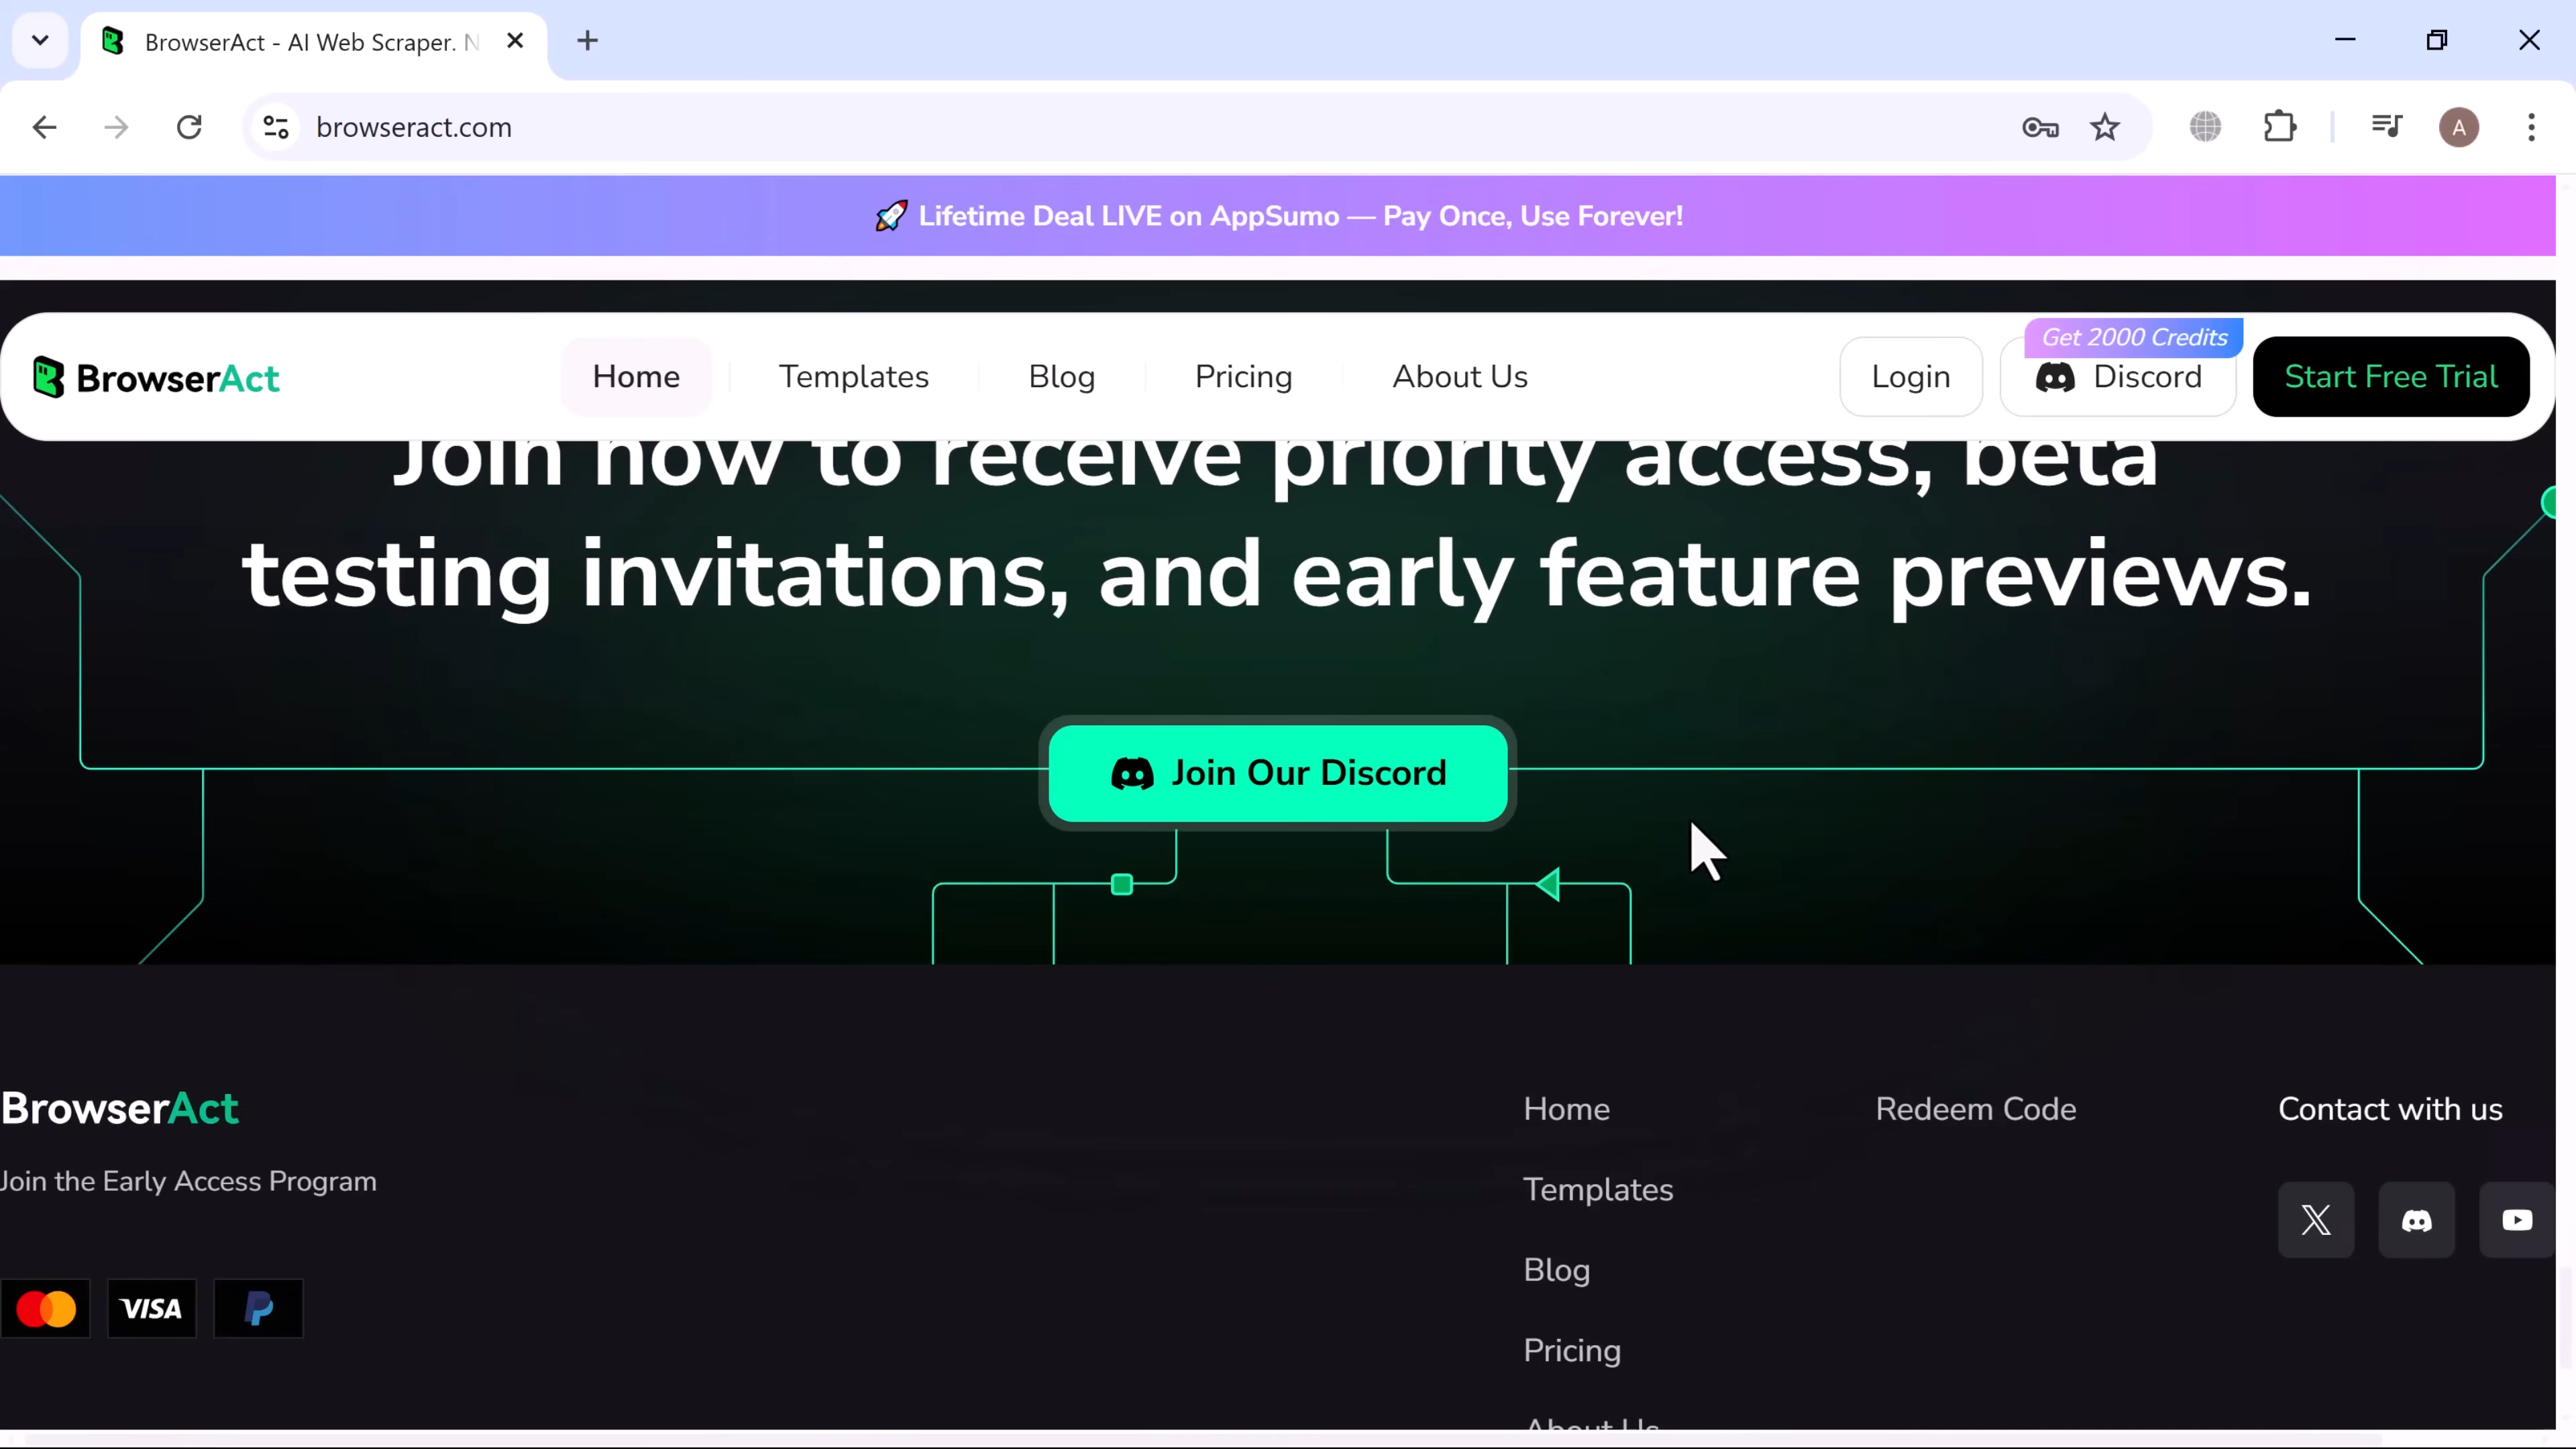 BrowserAct - AI Web Scraper. N
browseract.com
A
🚀 Lifetime Deal LIVE on AppSumo — Pay Once, Use Forever!
BrowserAct
Home
Templates
Blog
Pricing
About Us
Login
Get 2000 Credits
Discord
Start Free Trial
Join now to receive priority access, beta
testing invitations, and early feature previews.
Join Our Discord
BrowserAct
Join the Early Access Program
VISA
Home
Templates
Blog
Pricing
About Us
Redeem Code
Contact with us